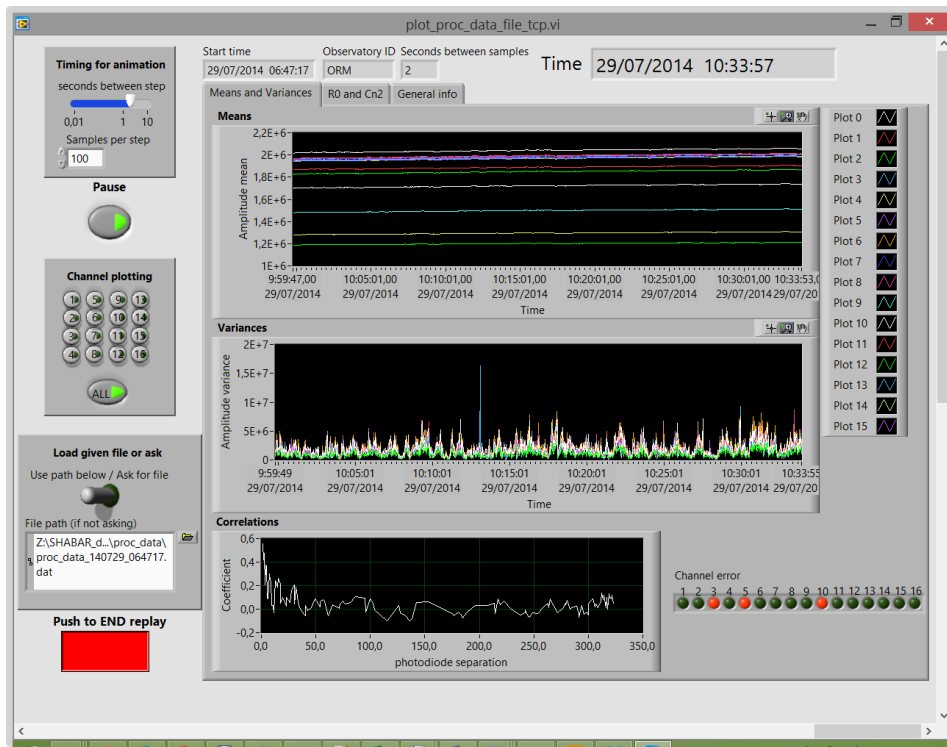 plot_proc_data_file_tcp.vi
Timing for animation
seconds between step
0,01 1 10
Samples per step
100
Pause
Channel plotting
1 5 9 13
2 6 10 14
3 7 11 15
4 8 12 16
ALL
Load given file or ask
Use path below / Ask for file
File path (if not asking)
Z:\SHABAR_d...\proc_data\
proc_data_140729_064717.
dat
Push to END replay
Start time Observatory ID Seconds between samples
29/07/2014 06:47:17 ORM 2
Time 29/07/2014 10:33:57
Means and Variances R0 and Cn2 General info
Means
Amplitude mean
2,2E+6
2E+6
1,8E+6
1,6E+6
1,4E+6
1,2E+6
1E+6
9:59:47,00 10:05:01,00 10:10:01,00 10:15:01,00 10:20:01,00 10:25:01,00 10:30:01,00 10:33:53,0
29/07/2014 29/07/2014 29/07/2014 29/07/2014 29/07/2014 29/07/2014 29/07/2014 29/07/20
Time
Variances
Amplitude variance
2E+7
1,5E+7
1E+7
5E+6
0
9:59:49 10:05:01 10:10:01 10:15:01 10:20:01 10:25:01 10:30:01 10:33:55
29/07/2014 29/07/2014 29/07/2014 29/07/2014 29/07/2014 29/07/2014 29/07/2014 29/07/20
Time
Correlations
Coefficient
0,6
0,4
0,2
0,0
-0,2
0,0 50,0 100,0 150,0 200,0 250,0 300,0 350,0
photodiode separation
Plot 0
Plot 1
Plot 2
Plot 3
Plot 4
Plot 5
Plot 6
Plot 7
Plot 8
Plot 9
Plot 10
Plot 11
Plot 12
Plot 13
Plot 14
Plot 15
Channel error
1 2 3 4 5 6 7 8 9 10 11 12 13 14 15 16